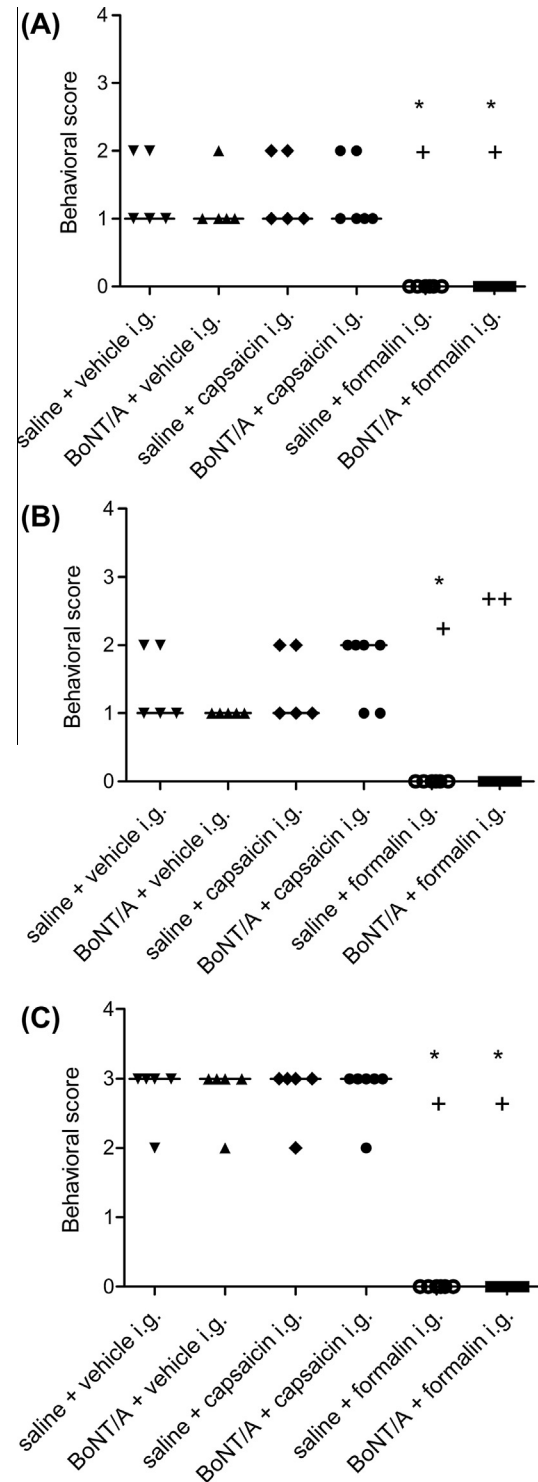 (A)
4
3
2
1
0
Behavioral score
* *
+ +
saline + vehicle i.g.
BoNT/A + vehicle i.g.
saline + capsaicin i.g.
BoNT/A + capsaicin i.g.
saline + formalin i.g.
BoNT/A + formalin i.g.
(B)
4
3
2
1
0
Behavioral score
* ++
+
saline + vehicle i.g.
BoNT/A + vehicle i.g.
saline + capsaicin i.g.
BoNT/A + capsaicin i.g.
saline + formalin i.g.
BoNT/A + formalin i.g.
(C)
4
3
2
1
0
Behavioral score
* *
+ +
saline + vehicle i.g.
BoNT/A + vehicle i.g.
saline + capsaicin i.g.
BoNT/A + capsaicin i.g.
saline + formalin i.g.
BoNT/A + formalin i.g.